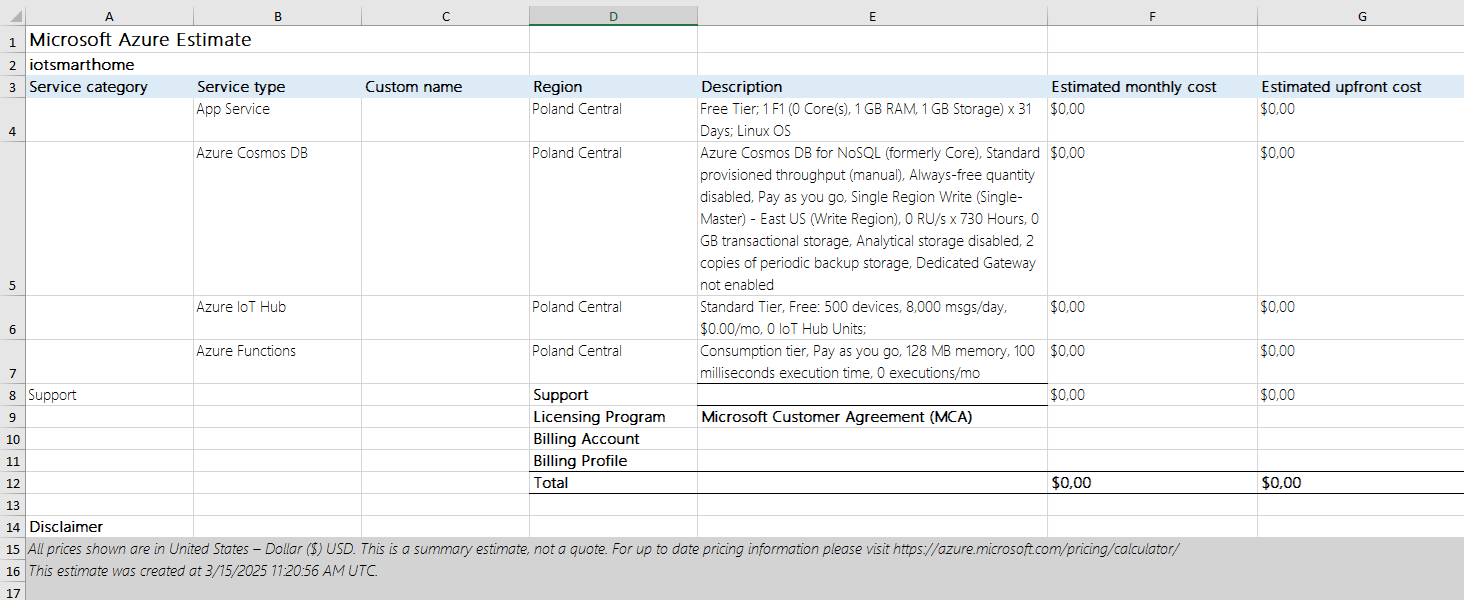 A B C D E F G
1 Microsoft Azure Estimate
2 iotsmarthome
3 Service category Service type Custom name Region Description Estimated monthly cost Estimated upfront cost
App Service Poland Central Free Tier; 1 F1 (0 Core(s), 1 GB RAM, 1 GB Storage) x 31 $0,00 $0,00
4 Days; Linux OS
Azure Cosmos DB Poland Central Azure Cosmos DB for NoSQL (formerly Core), Standard $0,00 $0,00
provisioned throughput (manual), Always-free quantity
disabled, Pay as you go, Single Region Write (Single-
Master) - East US (Write Region), 0 RU/s x 730 Hours, 0
GB transactional storage, Analytical storage disabled, 2
copies of periodic backup storage, Dedicated Gateway
5 not enabled
Azure IoT Hub Poland Central Standard Tier, Free: 500 devices, 8,000 msgs/day, $0,00 $0,00
6 $0.00/mo, 0 IoT Hub Units;
Azure Functions Poland Central Consumption tier, Pay as you go, 128 MB memory, 100 $0,00 $0,00
7 milliseconds execution time, 0 executions/mo
8 Support Support $0,00 $0,00
9 Licensing Program Microsoft Customer Agreement (MCA)
10 Billing Account
11 Billing Profile
12 Total $0,00 $0,00
13
14 Disclaimer
15 All prices shown are in United States – Dollar ($) USD. This is a summary estimate, not a quote. For up to date pricing information please visit https://azure.microsoft.com/pricing/calculator/
16 This estimate was created at 3/15/2025 11:20:56 AM UTC.
17